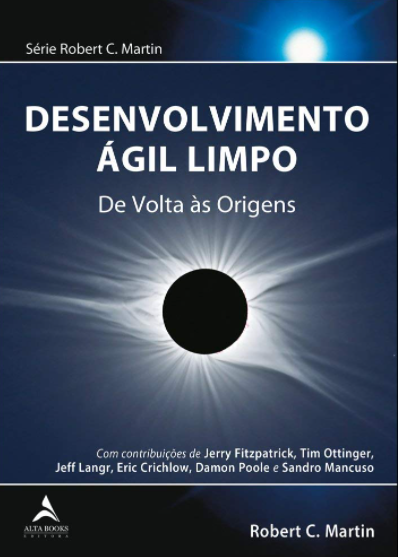 Série Robert C. Martin
DESENVOLVIMENTO
ÁGIL LIMPO
De Volta às Origens
Com contribuições de Jerry Fitzpatrick, Tim Ottinger,
Jeff Langr, Eric Crichlow, Damon Poole e Sandro Mancuso
ALTA BOOKS
EDITORA
Robert C. Martin